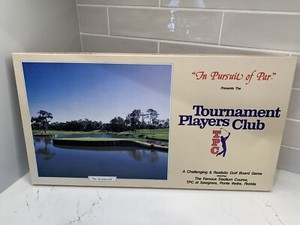 "In Pursuit of Par"
Presents The
Tournament
Players Club
TPC
A Challenging & Realistic Golf Board Game
The Famous Stadium Course,
TPC at Sawgrass, Ponte Vedra, Florida